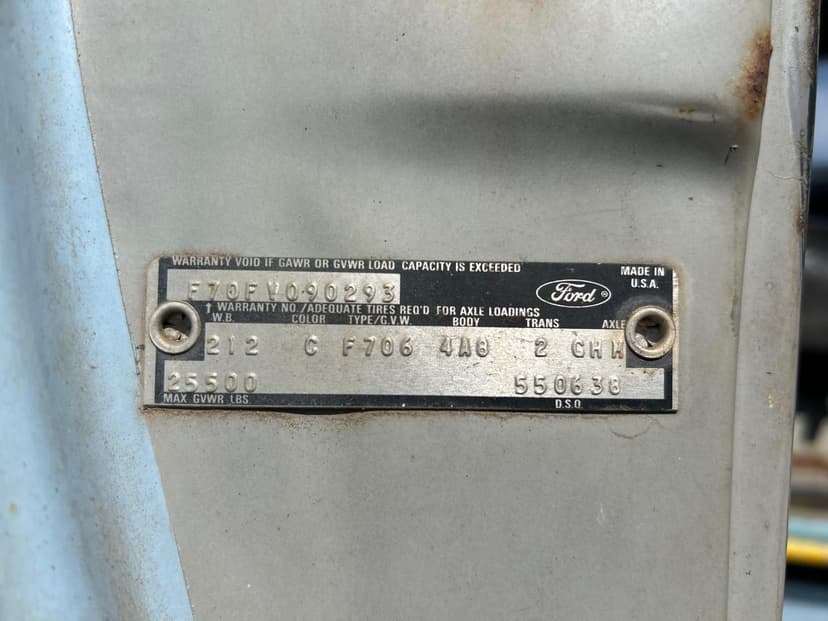 WARRANTY VOID IF GAWR OR GVWR LOAD CAPACITY IS EXCEEDED
F70FV090293
Ford ®
MADE IN
U.S.A.
↑ WARRANTY NO./ADEQUATE TIRES REQ'D FOR AXLE LOADINGS
W.B. COLOR TYPE/G.V.W. BODY TRANS AXLE
212 C F706 4A8 2 CHH
25500 550638
MAX GVWR LBS D.S.O.